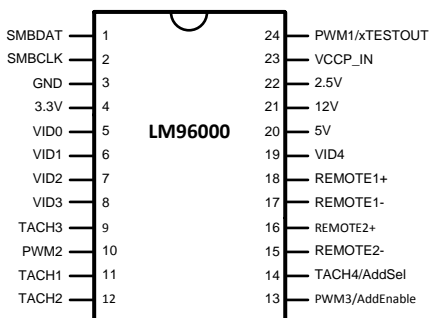 SMBDAT 1 24 PWM1/xTESTOUT
SMBCLK 2 23 VCCP_IN
GND 3 22 2.5V
3.3V 4 21 12V
VID0 5 LM96000 20 5V
VID1 6 19 VID4
VID2 7 18 REMOTE1+
VID3 8 17 REMOTE1-
TACH3 9 16 REMOTE2+
PWM2 10 15 REMOTE2-
TACH1 11 14 TACH4/AddSel
TACH2 12 13 PWM3/AddEnable